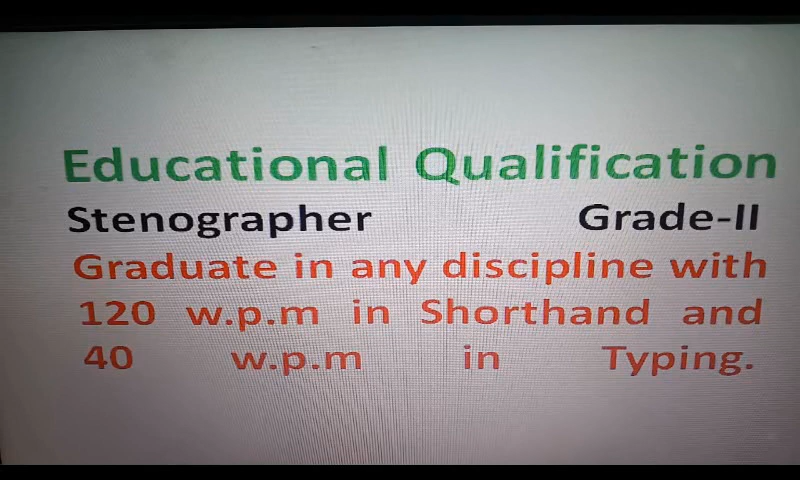 Educational Qualification
Stenographer Grade-II
Graduate in any discipline with
120 w.p.m in Shorthand and
40 w.p.m in Typing.